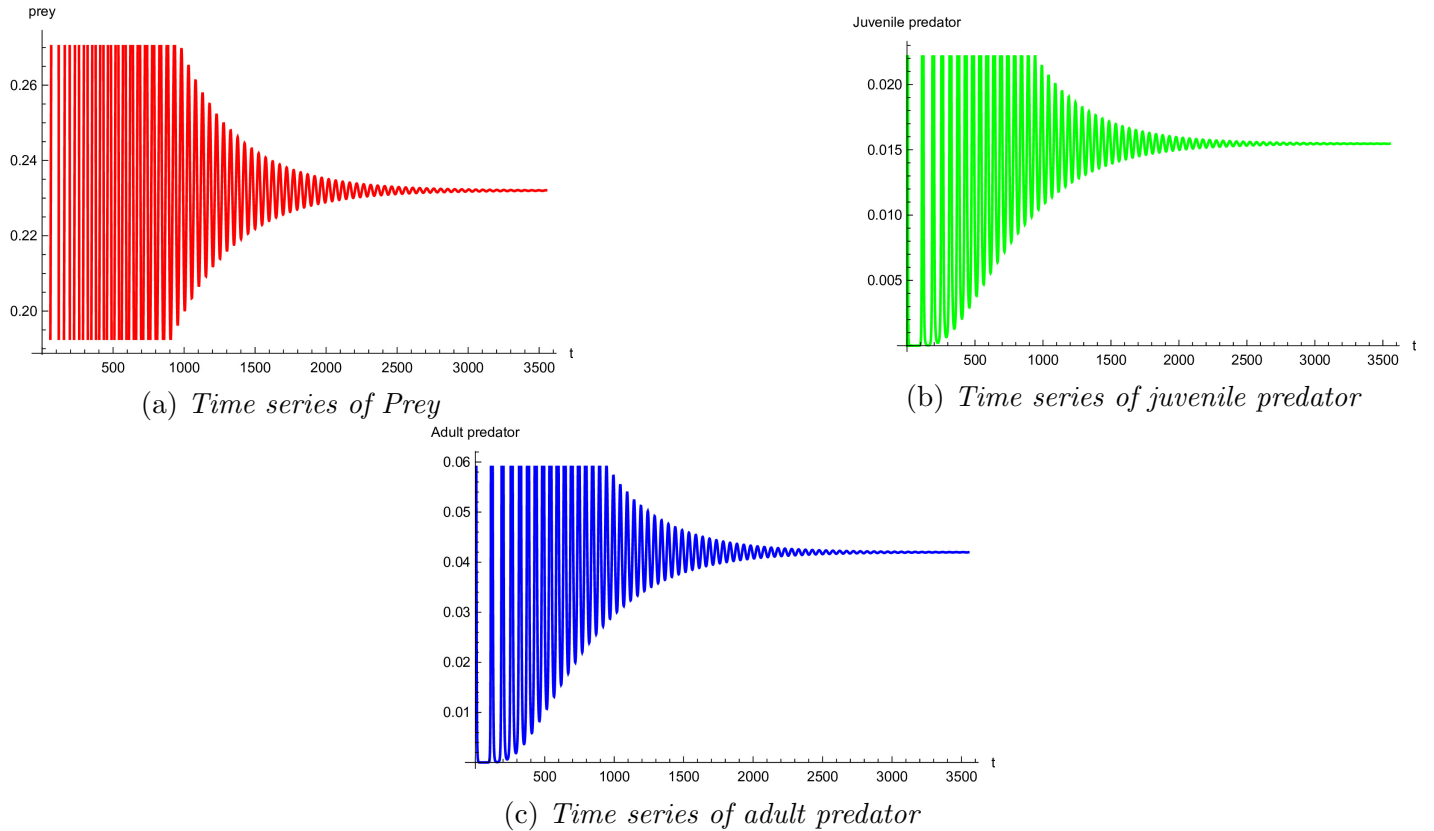 prey
0.26
0.24
0.22
0.20
500 1000 1500 2000 2500 3000 3500 t
(a) Time series of Prey
Juvenile predator
0.020
0.015
0.010
0.005
500 1000 1500 2000 2500 3000 3500 t
(b) Time series of juvenile predator
Adult predator
0.06
0.05
0.04
0.03
0.02
0.01
500 1000 1500 2000 2500 3000 3500 t
(c) Time series of adult predator